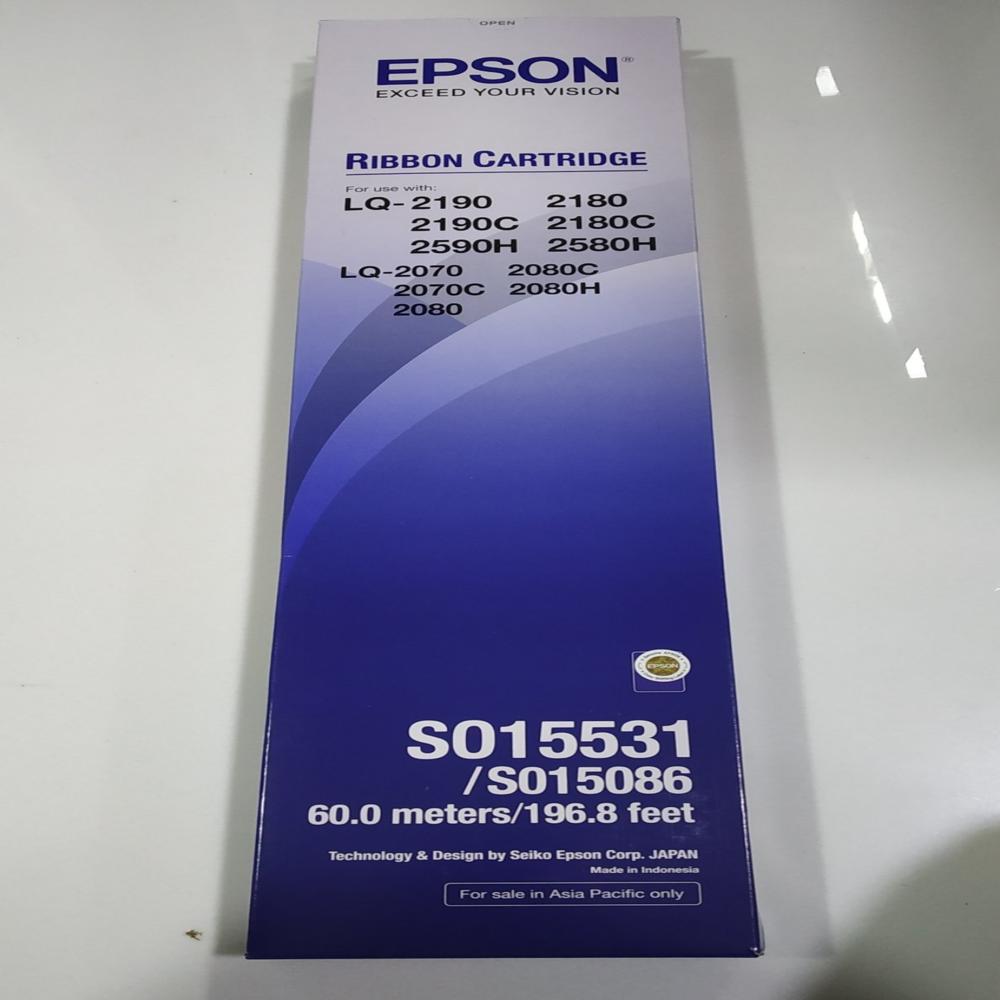 OPEN
EPSON®
EXCEED YOUR VISION
RIBBON CARTRIDGE
For use with:
LQ- 2190 2180
2190C 2180C
2590H 2580H
LQ-2070 2080C
2070C 2080H
2080
EPSON
S015531
/S015086
60.0 meters/196.8 feet
Technology & Design by Seiko Epson Corp. JAPAN
Made in Indonesia
For sale in Asia Pacific only